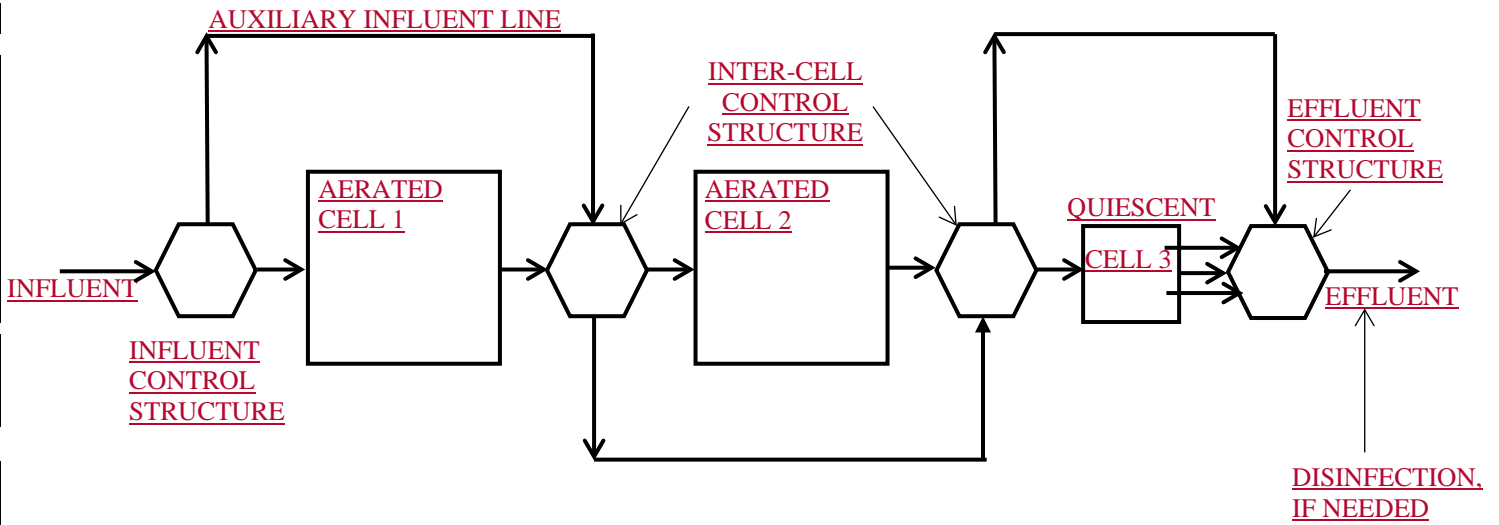 AUXILIARY INFLUENT LINE
INTER-CELL
CONTROL
STRUCTURE
EFFLUENT
CONTROL
STRUCTURE
AERATED
CELL 1
AERATED
CELL 2
QUIESCENT
CELL 3
INFLUENT
EFFLUENT
INFLUENT
CONTROL
STRUCTURE
DISINFECTION,
IF NEEDED